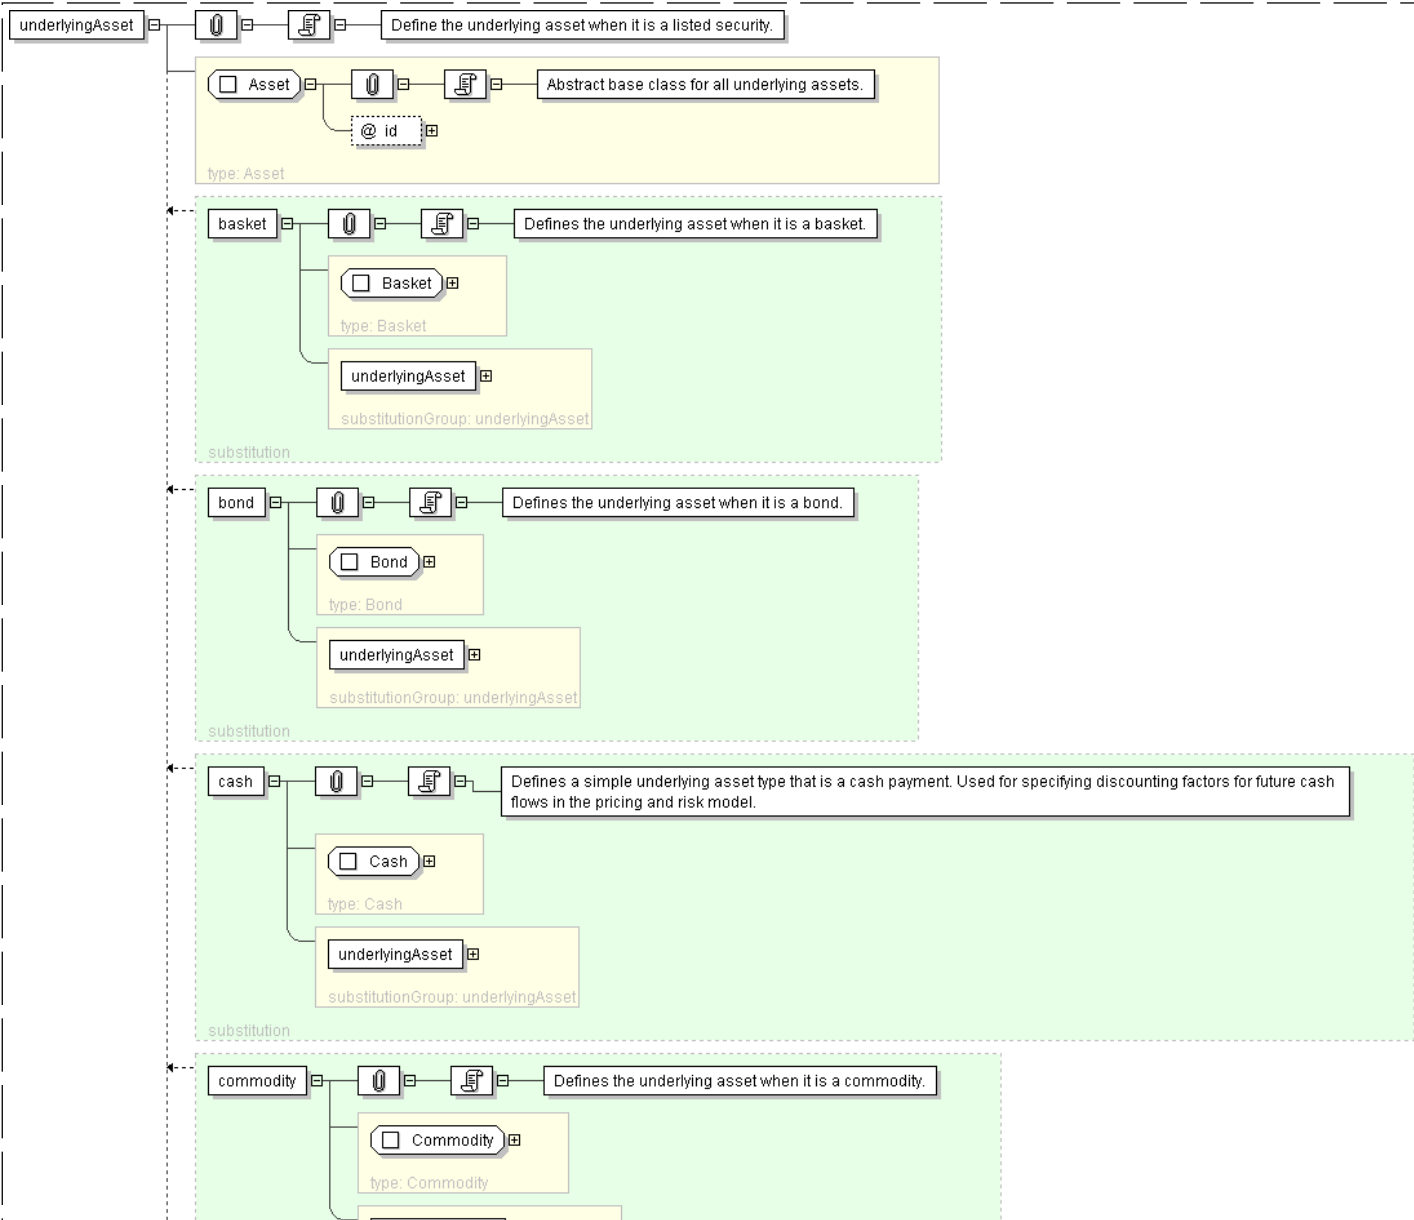 underlyingAsset
Define the underlying asset when it is a listed security.
Asset
Abstract base class for all underlying assets.
@ id
type: Asset
basket
Defines the underlying asset when it is a basket.
Basket
type: Basket
underlyingAsset
substitutionGroup: underlyingAsset
substitution
bond
Defines the underlying asset when it is a bond.
Bond
type: Bond
underlyingAsset
substitutionGroup: underlyingAsset
substitution
cash
Defines a simple underlying asset type that is a cash payment. Used for specifying discounting factors for future cash
flows in the pricing and risk model.
Cash
type: Cash
underlyingAsset
substitutionGroup: underlyingAsset
substitution
commodity
Defines the underlying asset when it is a commodity.
Commodity
type: Commodity